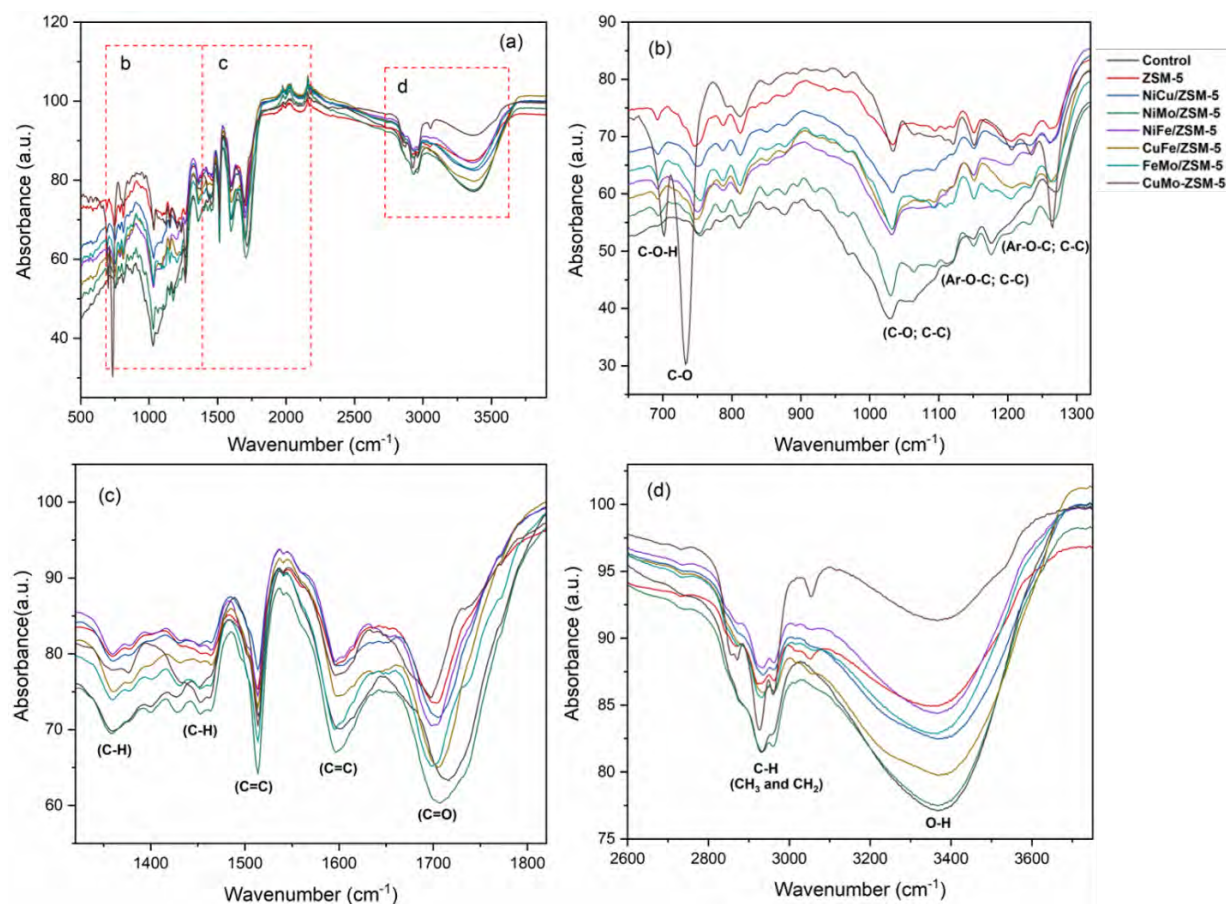 (a)
b
c
d
120
100
80
60
40
Absorbance (a.u.)
500 1000 1500 2000 2500 3000 3500
Wavenumber (cm⁻¹)
(b)
90
80
70
60
50
40
30
Absorbance (a.u.)
C-O-H
C-O
(C-O; C-C)
(Ar-O-C; C-C)
(Ar-O-C; C-C)
700 800 900 1000 1100 1200 1300
Wavenumber (cm⁻¹)
Control
ZSM-5
NiCu/ZSM-5
NiMo/ZSM-5
NiFe/ZSM-5
CuFe/ZSM-5
FeMo/ZSM-5
CuMo-ZSM-5
(c)
100
90
80
70
60
Absorbance(a.u.)
(C-H)
(C-H)
(C=C)
(C=C)
(C=O)
1400 1500 1600 1700 1800
Wavenumber (cm⁻¹)
(d)
100
95
90
85
80
75
Absorbance (a.u.)
C-H
(CH₃ and CH₂)
O-H
2600 2800 3000 3200 3400 3600
Wavenumber (cm⁻¹)